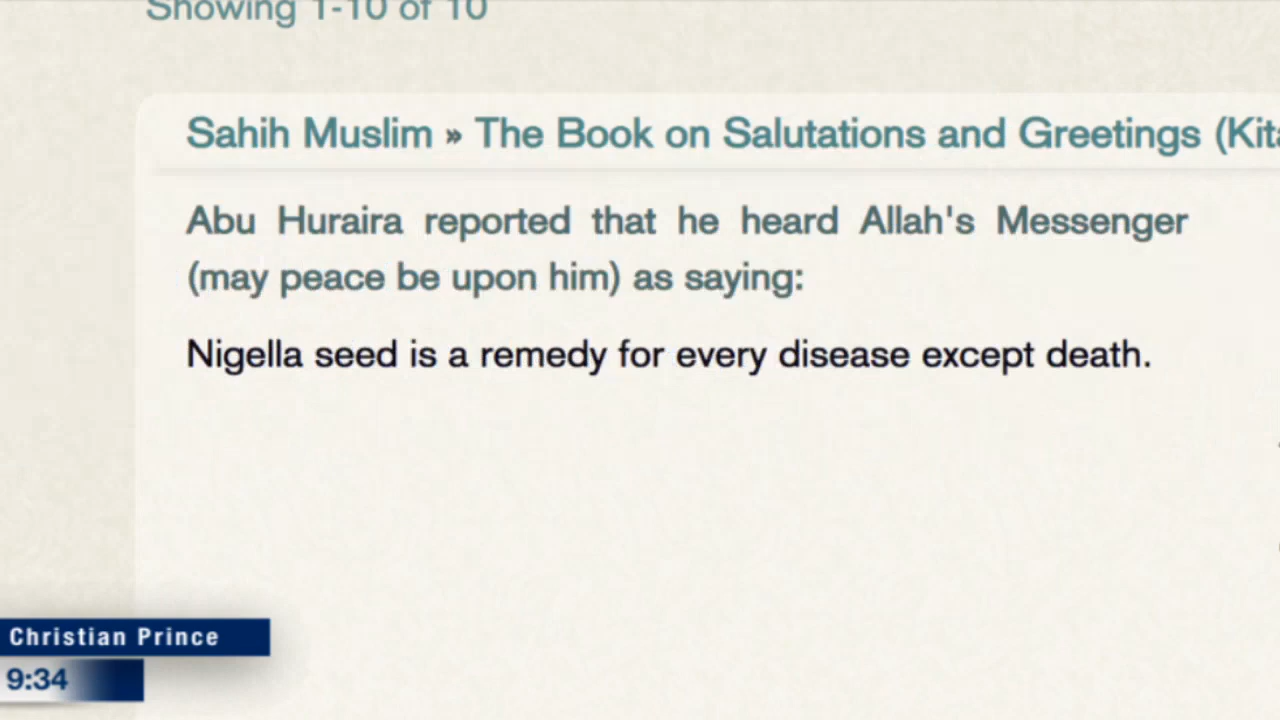 Showing 1-10 of 10
Sahih Muslim » The Book on Salutations and Greetings (Kit
Abu Huraira reported that he heard Allah's Messenger
(may peace be upon him) as saying:
Nigella seed is a remedy for every disease except death.
Christian Prince
9:34